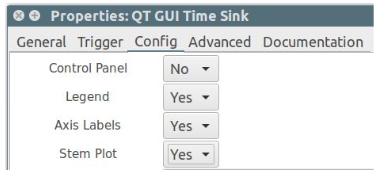 Properties: QT GUI Time Sink
General Trigger Config Advanced Documentation
Control Panel No
Legend Yes
Axis Labels Yes
Stem Plot Yes